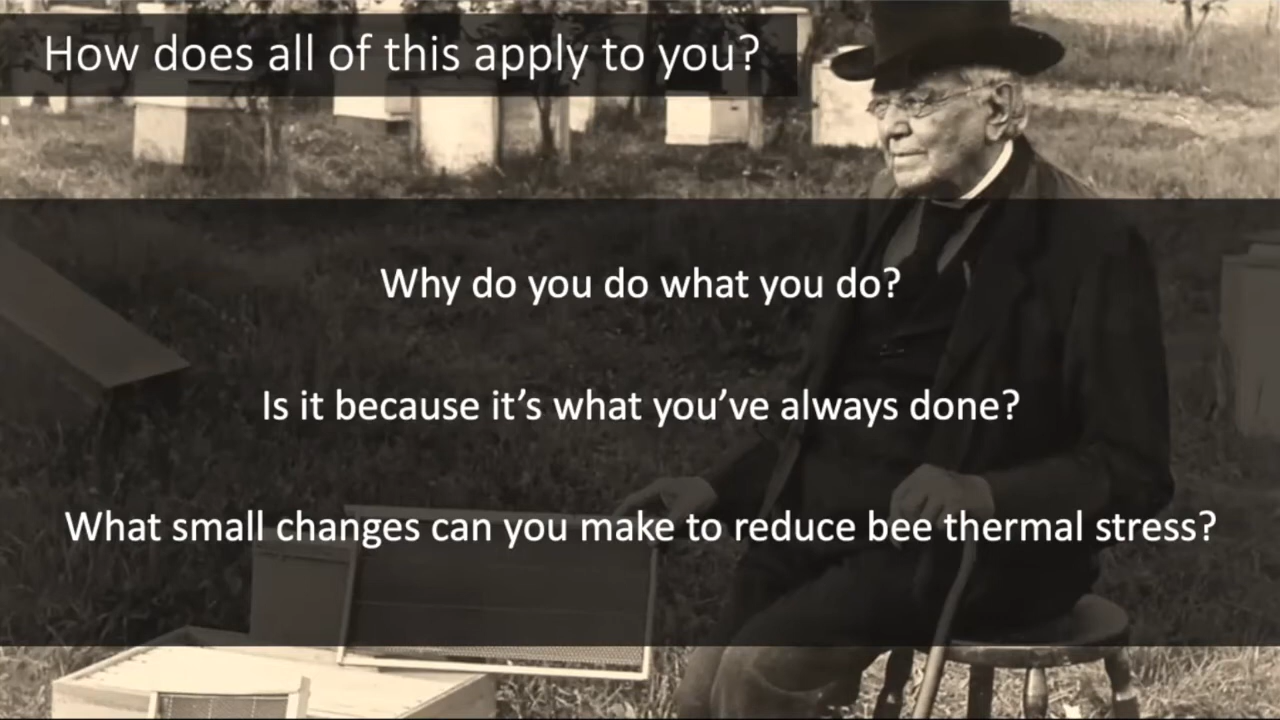 How does all of this apply to you?
Why do you do what you do?
Is it because it’s what you’ve always done?
What small changes can you make to reduce bee thermal stress?